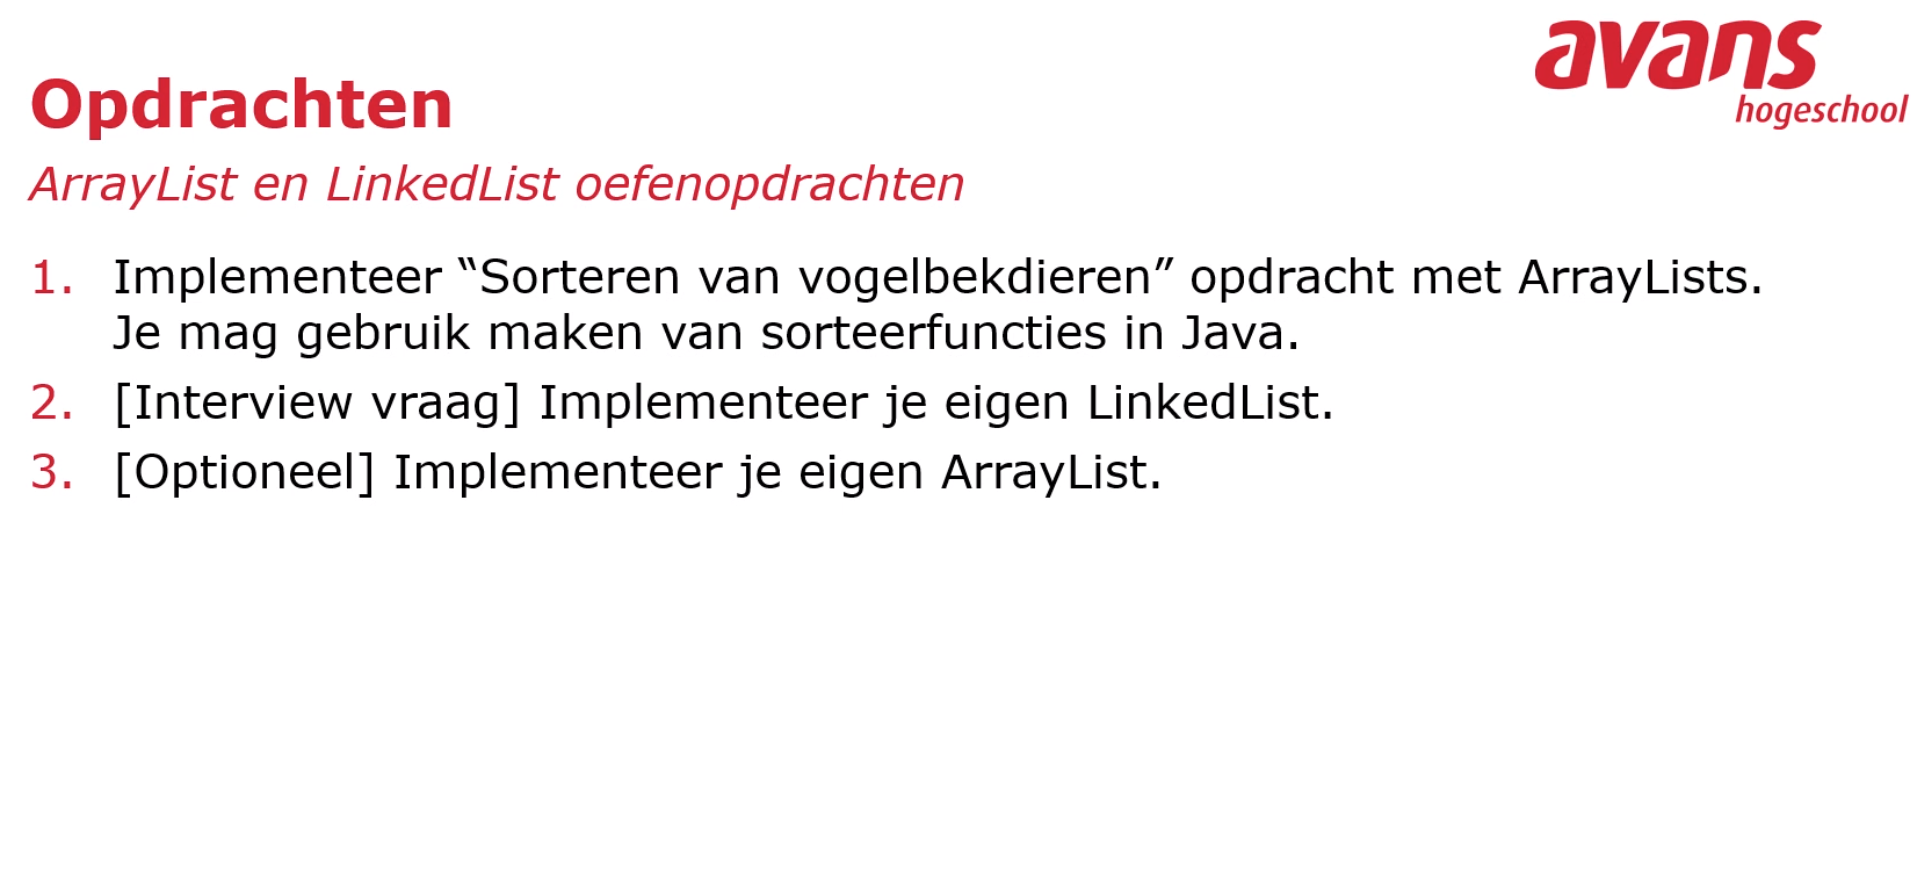 avans
hogeschool
Opdrachten
ArrayList en LinkedList oefenopdrachten
1. Implementeer “Sorteren van vogelbekdieren” opdracht met ArrayLists.
Je mag gebruik maken van sorteerfuncties in Java.
2. [Interview vraag] Implementeer je eigen LinkedList.
3. [Optioneel] Implementeer je eigen ArrayList.